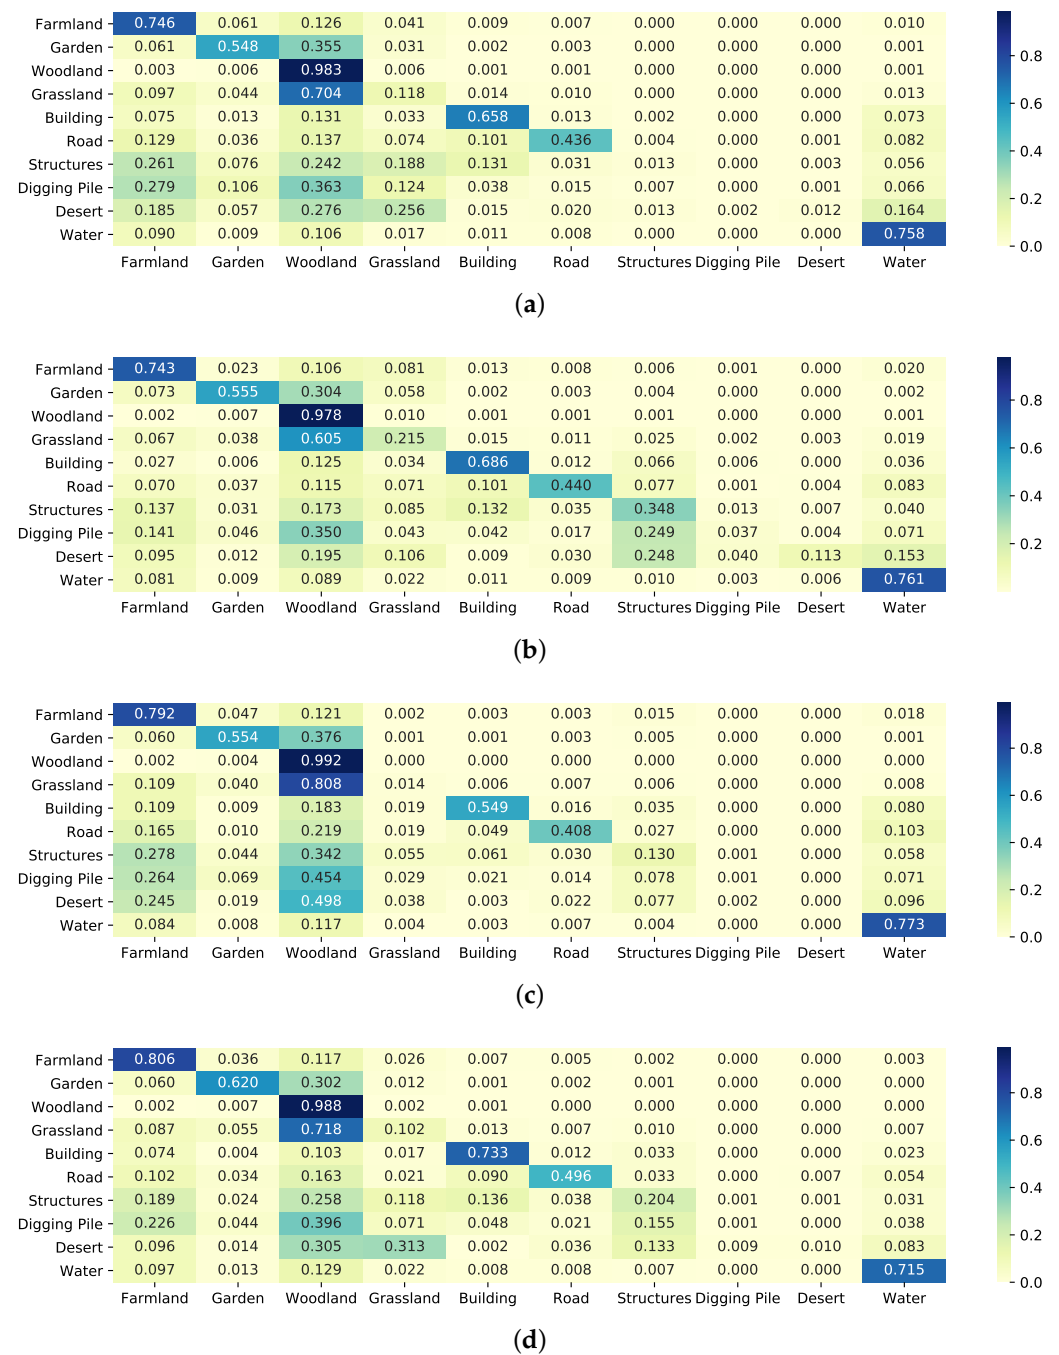 Farmland 0.746 0.061 0.126 0.041 0.009 0.007 0.000 0.000 0.000 0.010
Garden 0.061 0.548 0.355 0.031 0.002 0.003 0.000 0.000 0.000 0.001 0.8
Woodland 0.003 0.006 0.983 0.006 0.001 0.001 0.000 0.000 0.000 0.001
Grassland 0.097 0.044 0.704 0.118 0.014 0.010 0.000 0.000 0.000 0.013 0.6
Building 0.075 0.013 0.131 0.033 0.658 0.013 0.002 0.000 0.000 0.073
Road 0.129 0.036 0.137 0.074 0.101 0.436 0.004 0.000 0.001 0.082 0.4
Structures 0.261 0.076 0.242 0.188 0.131 0.031 0.013 0.000 0.003 0.056
Digging Pile 0.279 0.106 0.363 0.124 0.038 0.015 0.007 0.000 0.001 0.066 0.2
Desert 0.185 0.057 0.276 0.256 0.015 0.020 0.013 0.002 0.012 0.164
Water 0.090 0.009 0.106 0.017 0.011 0.008 0.000 0.000 0.000 0.758 0.0
Farmland Garden Woodland Grassland Building Road Structures Digging Pile Desert Water
(a)
Farmland 0.743 0.023 0.106 0.081 0.013 0.008 0.006 0.001 0.000 0.020
Garden 0.073 0.555 0.304 0.058 0.002 0.003 0.004 0.000 0.000 0.002 0.8
Woodland 0.002 0.007 0.978 0.010 0.001 0.001 0.001 0.000 0.000 0.001
Grassland 0.067 0.038 0.605 0.215 0.015 0.011 0.025 0.002 0.003 0.019 0.6
Building 0.027 0.006 0.125 0.034 0.686 0.012 0.066 0.006 0.000 0.036
Road 0.070 0.037 0.115 0.071 0.101 0.440 0.077 0.001 0.004 0.083 0.4
Structures 0.137 0.031 0.173 0.085 0.132 0.035 0.348 0.013 0.007 0.040
Digging Pile 0.141 0.046 0.350 0.043 0.042 0.017 0.249 0.037 0.004 0.071 0.2
Desert 0.095 0.012 0.195 0.106 0.009 0.030 0.248 0.040 0.113 0.153
Water 0.081 0.009 0.089 0.022 0.011 0.009 0.010 0.003 0.006 0.761
Farmland Garden Woodland Grassland Building Road Structures Digging Pile Desert Water
(b)
Farmland 0.792 0.047 0.121 0.002 0.003 0.003 0.015 0.000 0.000 0.018
Garden 0.060 0.554 0.376 0.001 0.001 0.003 0.005 0.000 0.000 0.001 0.8
Woodland 0.002 0.004 0.992 0.000 0.000 0.000 0.000 0.000 0.000 0.000
Grassland 0.109 0.040 0.808 0.014 0.006 0.007 0.006 0.000 0.000 0.008 0.6
Building 0.109 0.009 0.183 0.019 0.549 0.016 0.035 0.000 0.000 0.080
Road 0.165 0.010 0.219 0.019 0.049 0.408 0.027 0.000 0.000 0.103 0.4
Structures 0.278 0.044 0.342 0.055 0.061 0.030 0.130 0.001 0.000 0.058
Digging Pile 0.264 0.069 0.454 0.029 0.021 0.014 0.078 0.001 0.000 0.071 0.2
Desert 0.245 0.019 0.498 0.038 0.003 0.022 0.077 0.002 0.000 0.096
Water 0.084 0.008 0.117 0.004 0.003 0.007 0.004 0.000 0.000 0.773 0.0
Farmland Garden Woodland Grassland Building Road Structures Digging Pile Desert Water
(c)
Farmland 0.806 0.036 0.117 0.026 0.007 0.005 0.002 0.000 0.000 0.003
Garden 0.060 0.620 0.302 0.012 0.001 0.002 0.001 0.000 0.000 0.000 0.8
Woodland 0.002 0.007 0.988 0.002 0.001 0.000 0.000 0.000 0.000 0.000
Grassland 0.087 0.055 0.718 0.102 0.013 0.007 0.010 0.000 0.000 0.007 0.6
Building 0.074 0.004 0.103 0.017 0.733 0.012 0.033 0.000 0.000 0.023
Road 0.102 0.034 0.163 0.021 0.090 0.496 0.033 0.000 0.007 0.054 0.4
Structures 0.189 0.024 0.258 0.118 0.136 0.038 0.204 0.001 0.001 0.031
Digging Pile 0.226 0.044 0.396 0.071 0.048 0.021 0.155 0.001 0.000 0.038 0.2
Desert 0.096 0.014 0.305 0.313 0.002 0.036 0.133 0.009 0.010 0.083
Water 0.097 0.013 0.129 0.022 0.008 0.008 0.007 0.000 0.000 0.715 0.0
Farmland Garden Woodland Grassland Building Road Structures Digging Pile Desert Water
(d)